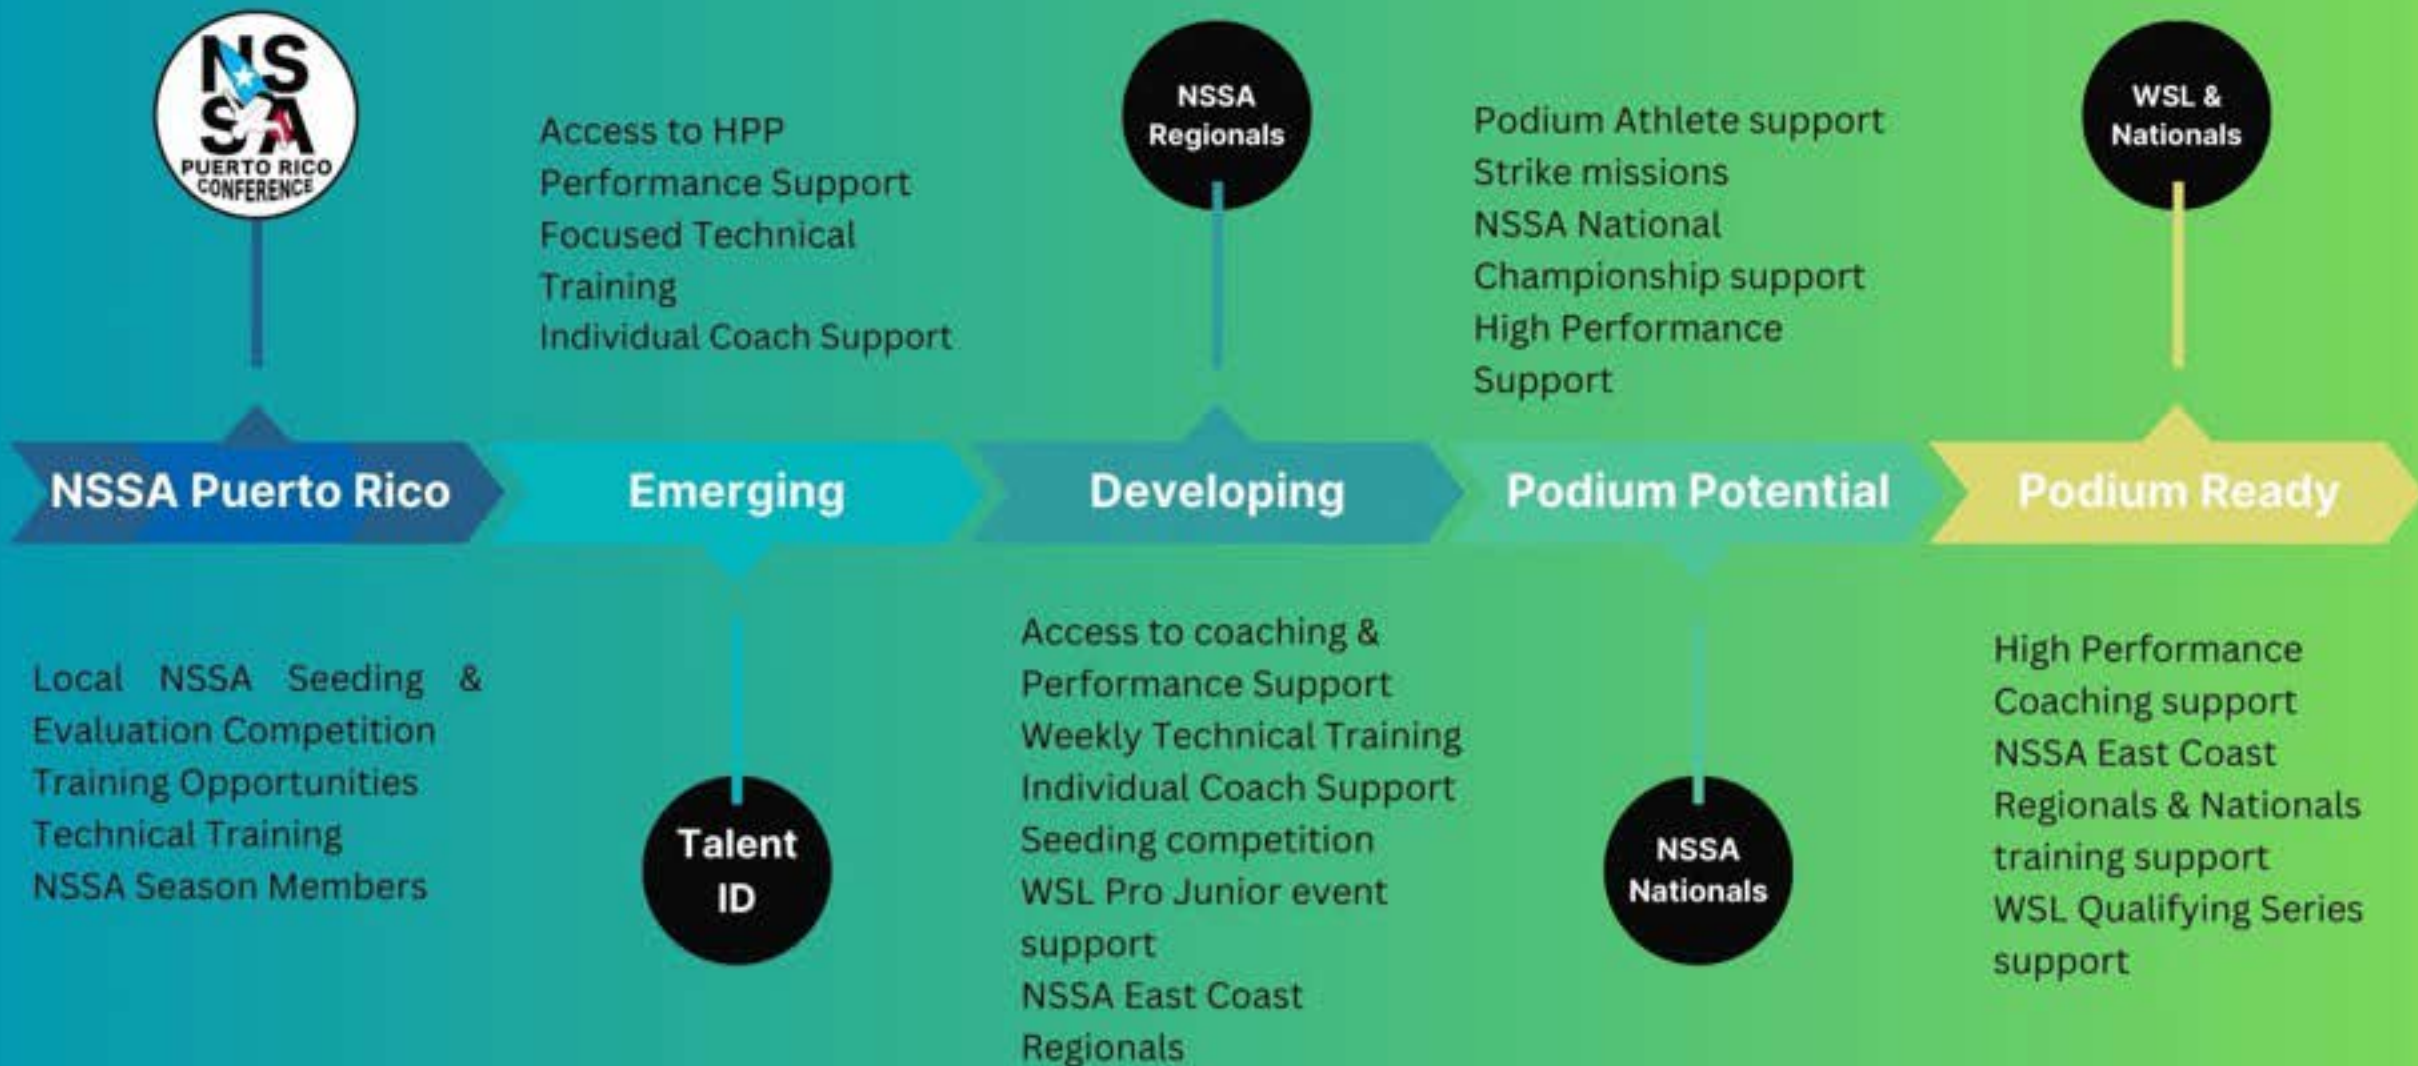 NS
SA
PUERTO RICO
CONFERENCE
Access to HPP
Performance Support
Focused Technical
Training
Individual Coach Support
NSSA
Regionals
Podium Athlete support
Strike missions
NSSA National
Championship support
High Performance
Support
WSL &
Nationals
NSSA Puerto Rico
Emerging
Developing
Podium Potential
Podium Ready
Local NSSA Seeding &
Evaluation Competition
Training Opportunities
Technical Training
NSSA Season Members
Talent
ID
Access to coaching &
Performance Support
Weekly Technical Training
Individual Coach Support
Seeding competition
WSL Pro Junior event
support
NSSA East Coast
Regionals
NSSA
Nationals
High Performance
Coaching support
NSSA East Coast
Regionals & Nationals
training support
WSL Qualifying Series
support